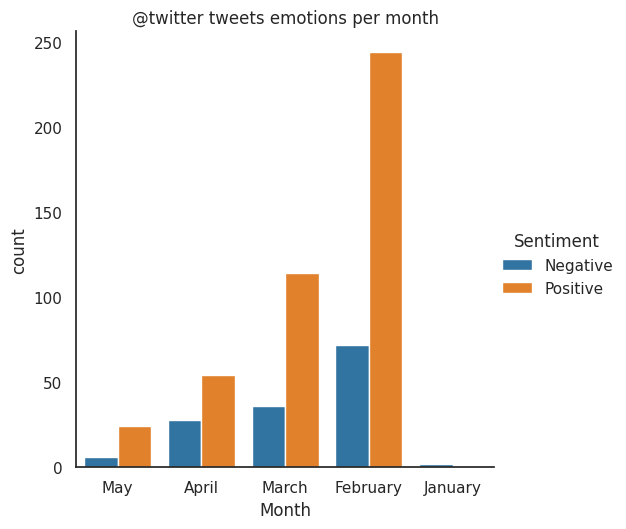 @twitter tweets emotions per month
250
200
150
100
50
0
count
May April March February January
Month
Sentiment
Negative
Positive